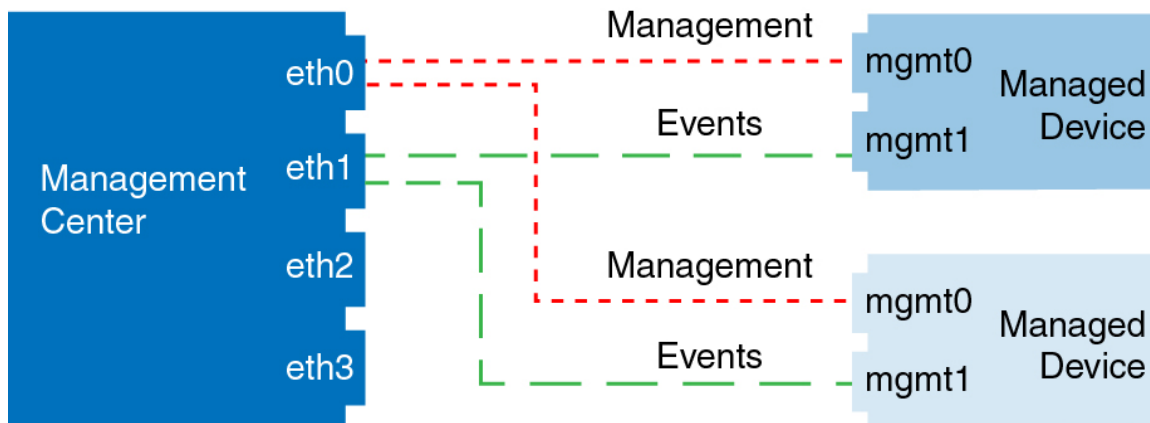 Management
Center
eth0
eth1
eth2
eth3
Management
Events
mgmt0
mgmt1
Managed
Device
Management
Events
mgmt0
mgmt1
Managed
Device